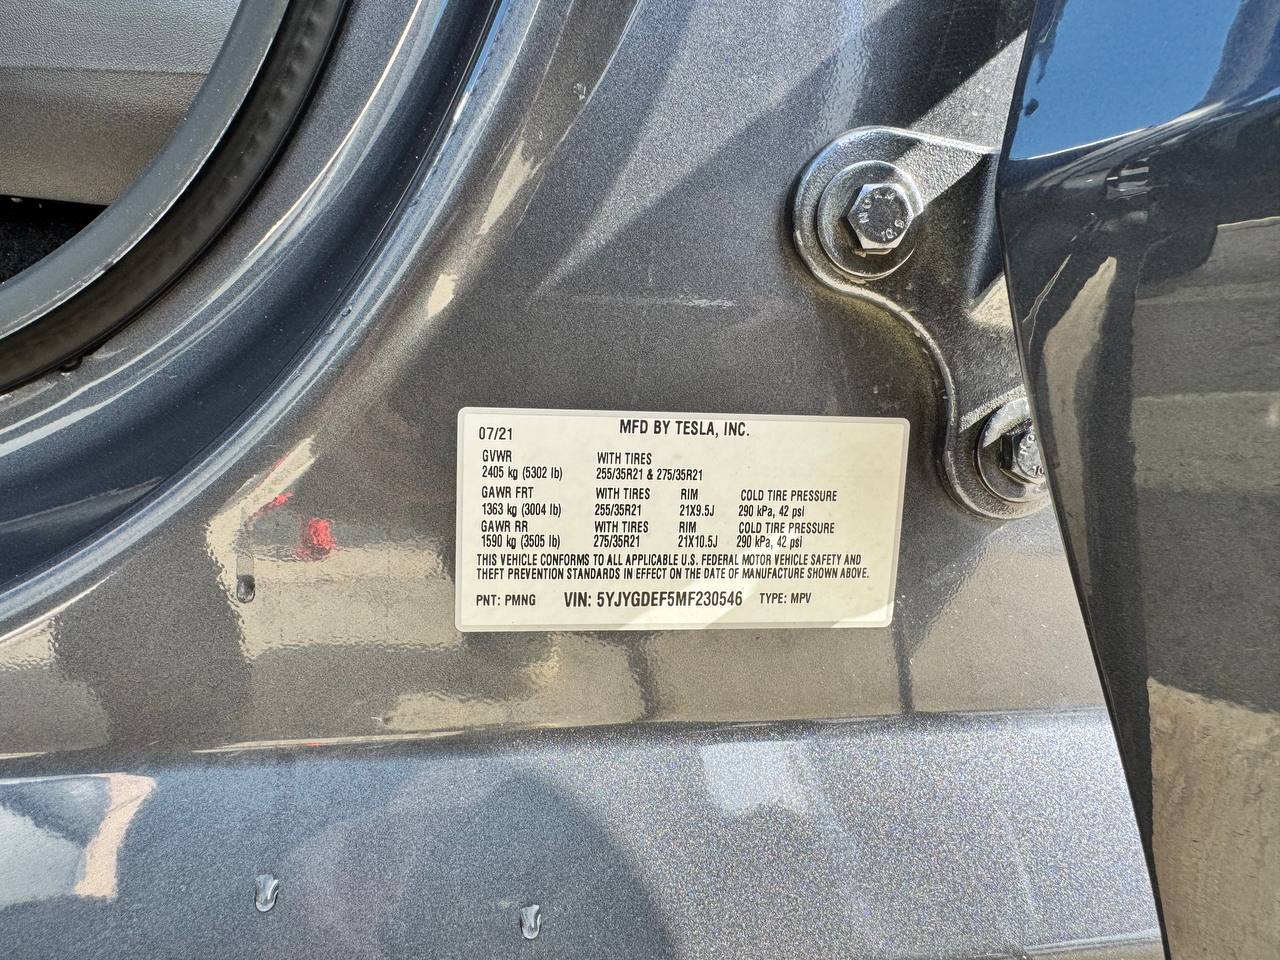 07/21 MFD BY TESLA, INC.
GVWR WITH TIRES
2405 kg (5302 lb) 255/35R21 & 275/35R21
GAWR FRT WITH TIRES RIM COLD TIRE PRESSURE
1363 kg (3004 lb) 255/35R21 21X9.5J 290 kPa, 42 psi
GAWR RR WITH TIRES RIM COLD TIRE PRESSURE
1590 kg (3505 lb) 275/35R21 21X10.5J 290 kPa, 42 psi
THIS VEHICLE CONFORMS TO ALL APPLICABLE U.S. FEDERAL MOTOR VEHICLE SAFETY AND
THEFT PREVENTION STANDARDS IN EFFECT ON THE DATE OF MANUFACTURE SHOWN ABOVE.
PNT: PMNG VIN: 5YJYGDEF5MF230546 TYPE: MPV
10.9